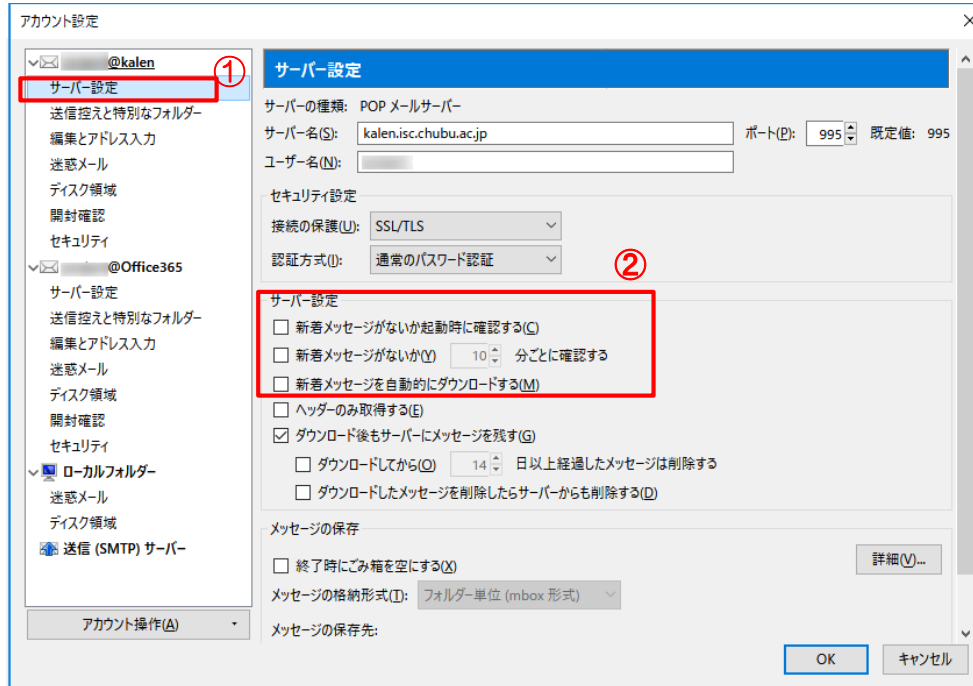 アカウント設定
@kalen
①
サーバー設定
送信控えと特別なフォルダー
編集とアドレス入力
迷惑メール
ディスク領域
開封確認
セキュリティ
@Office365
サーバー設定
送信控えと特別なフォルダー
編集とアドレス入力
迷惑メール
ディスク領域
開封確認
セキュリティ
ローカルフォルダー
迷惑メール
ディスク領域
送信 (SMTP) サーバー
アカウント操作(A)
サーバー設定
サーバーの種類: POP メールサーバー
サーバー名(S): kalen.isc.chubu.ac.jp ポート(P): 995 既定値: 995
ユーザー名(N):
セキュリティ設定
接続の保護(U): SSL/TLS
認証方式(I): 通常のパスワード認証
②
サーバー設定
新着メッセージがないか起動時に確認する(C)
新着メッセージがないか(Y) 10 分ごとに確認する
新着メッセージを自動的にダウンロードする(M)
ヘッダーのみ取得する(E)
ダウンロード後もサーバーにメッセージを残す(G)
ダウンロードしてから(O) 14 日以上経過したメッセージは削除する
ダウンロードしたメッセージを削除したらサーバーからも削除する(D)
メッセージの保存
終了時にごみ箱を空にする(X)
詳細(V)...
メッセージの格納形式(T): フォルダー単位 (mbox 形式)
メッセージの保存先:
OK キャンセル